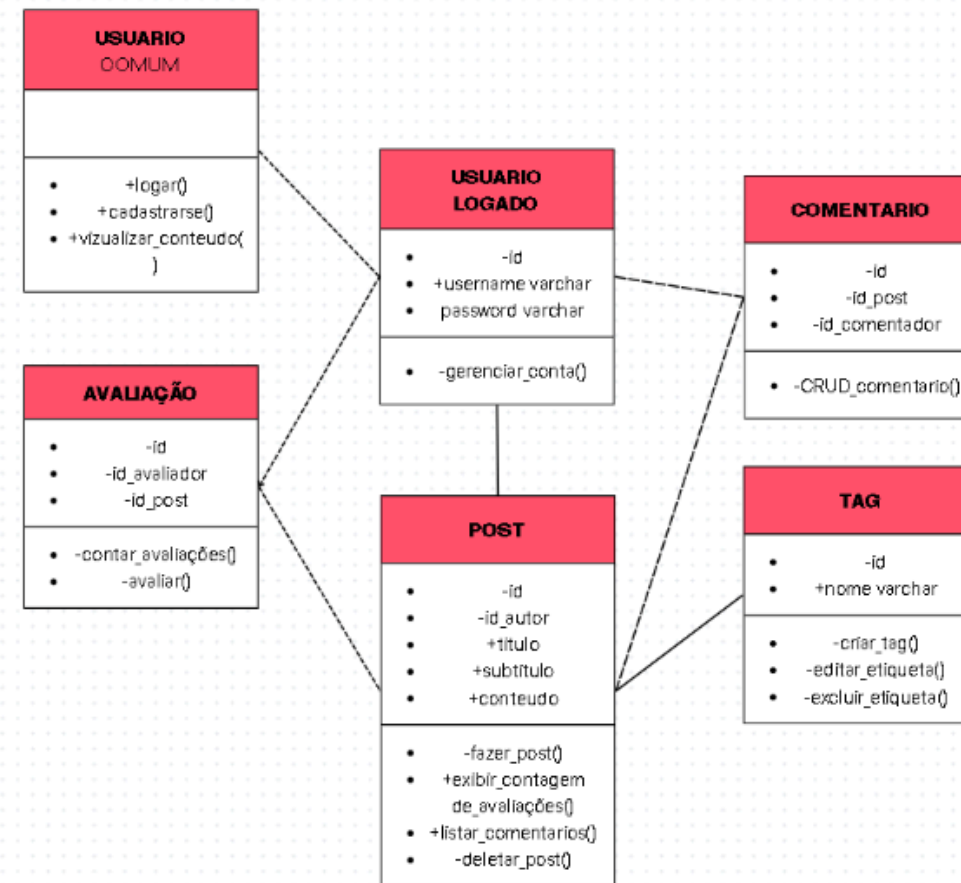 USUARIO
COMUM
+logar()
+cadastrarse()
+vizualizar_conteudo(
)
USUARIO
LOGADO
-id
+username varchar
password varchar
-gerenciar_conta()
COMENTARIO
-id
-id_post
-id_comentador
-CRUD_comentario()
AVALIAÇÃO
-id
-id_avaliador
-id_post
-contar_avaliações()
-avaliar()
POST
-id
-id_autor
+título
+subtítulo
+conteudo
-fazer_post()
+exibir_contagem
de_avaliações()
+listar_comentarios()
-deletar_post()
TAG
-id
+nome varchar
-criar_tag()
-editar_etiqueta()
-excluir_etiqueta()